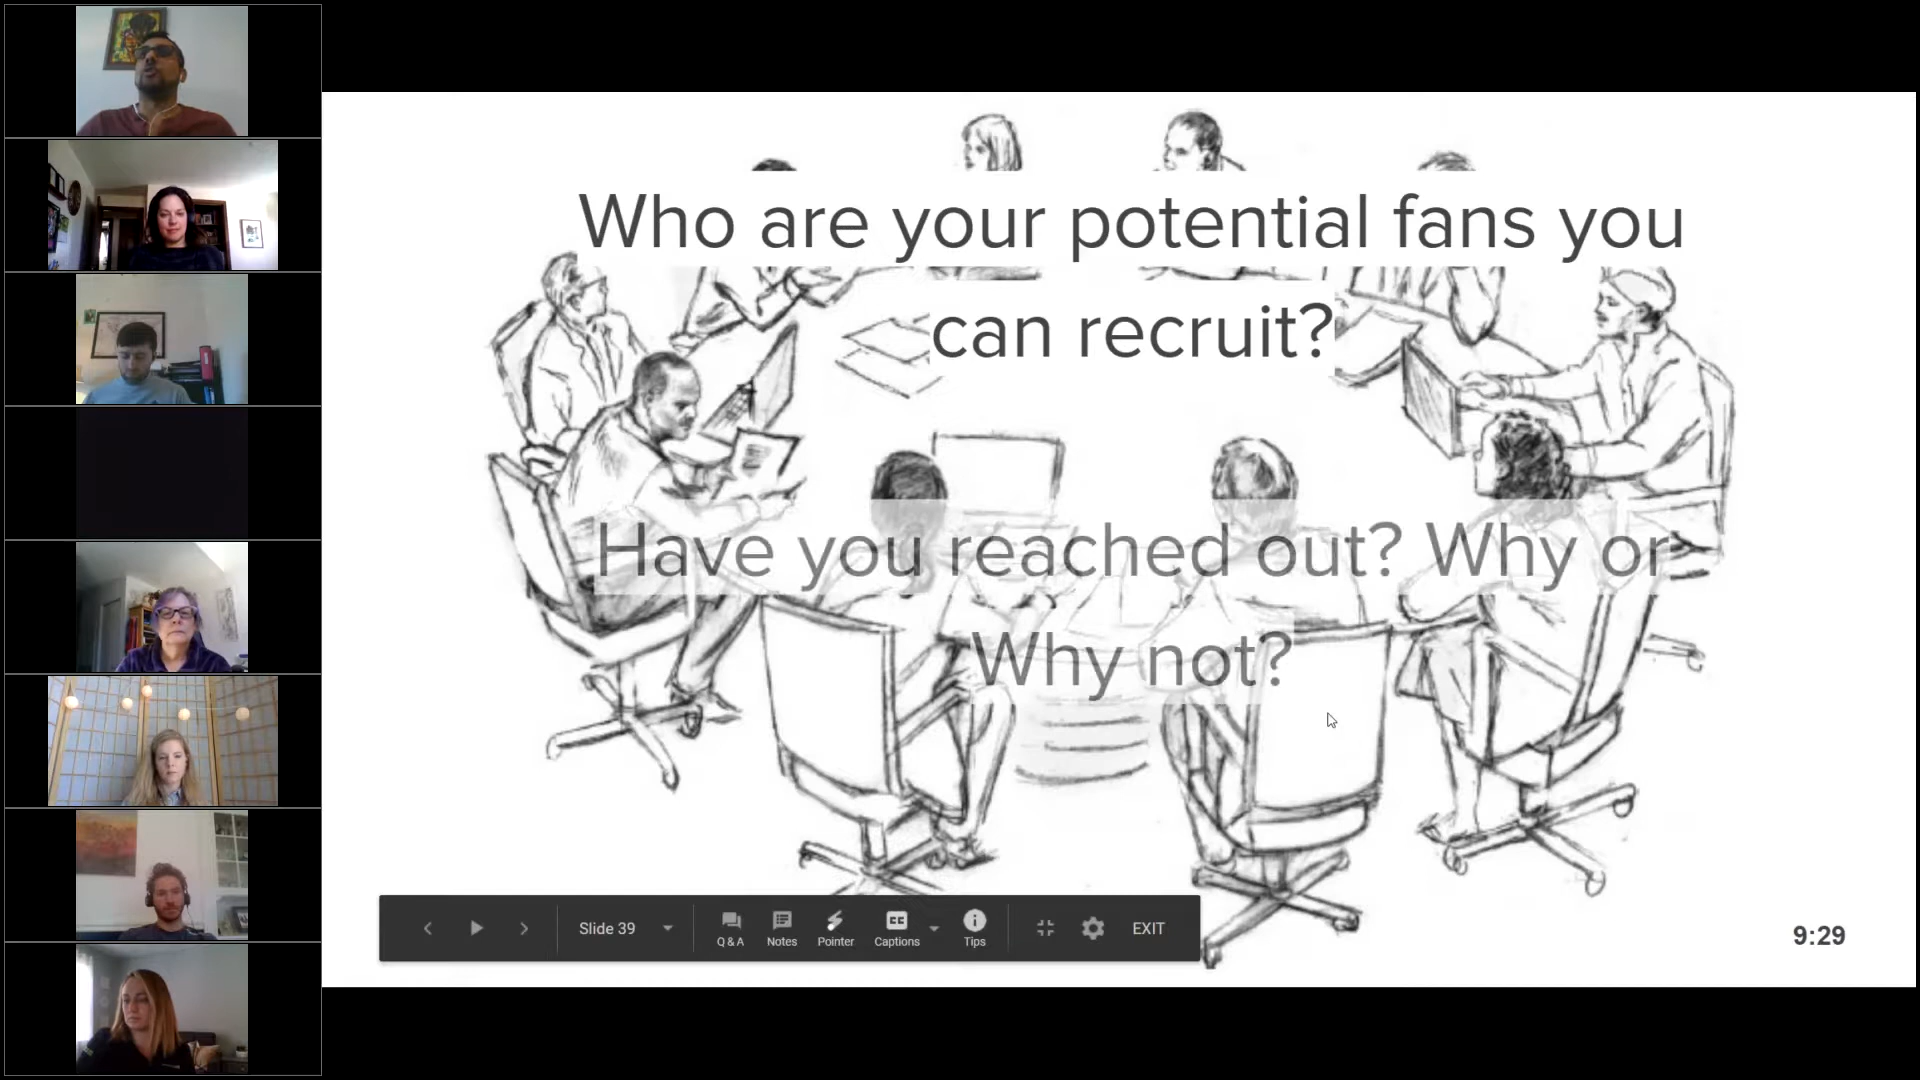 Who are your potential fans you
can recruit?
Have you reached out? Why or
Why not?
Slide 39
Q & A
Notes
Pointer
CC
Captions
Tips
EXIT
9:29